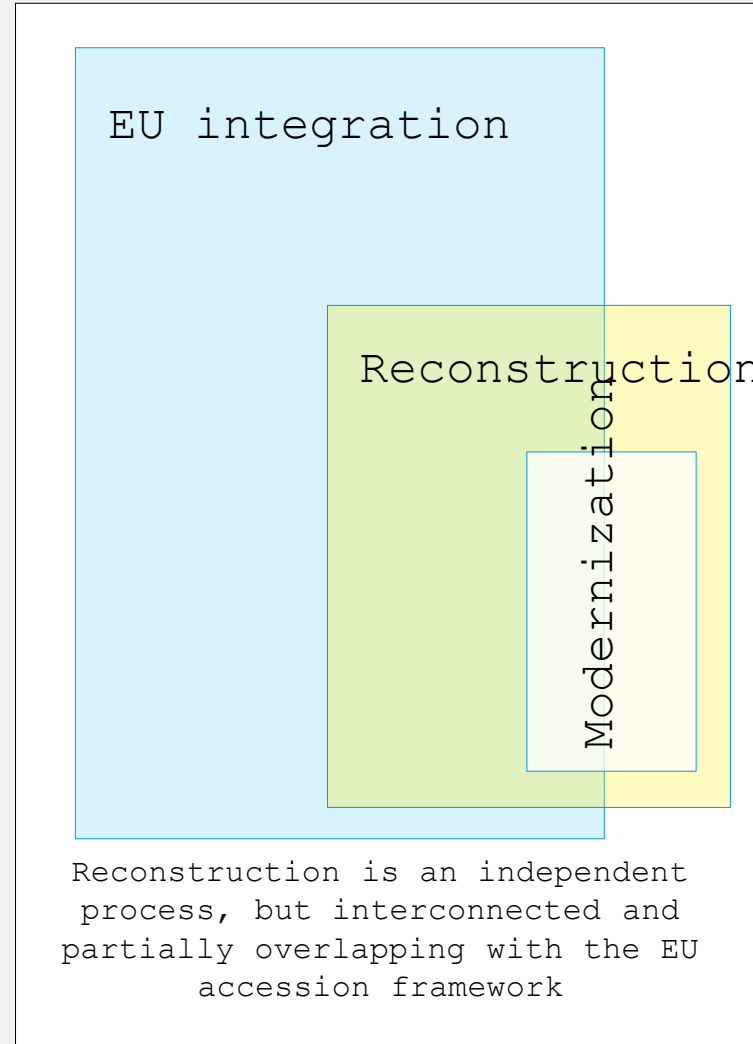 EU integration
Reconstruction
Modernization
Reconstruction is an independent
process, but interconnected and
partially overlapping with the EU
accession framework